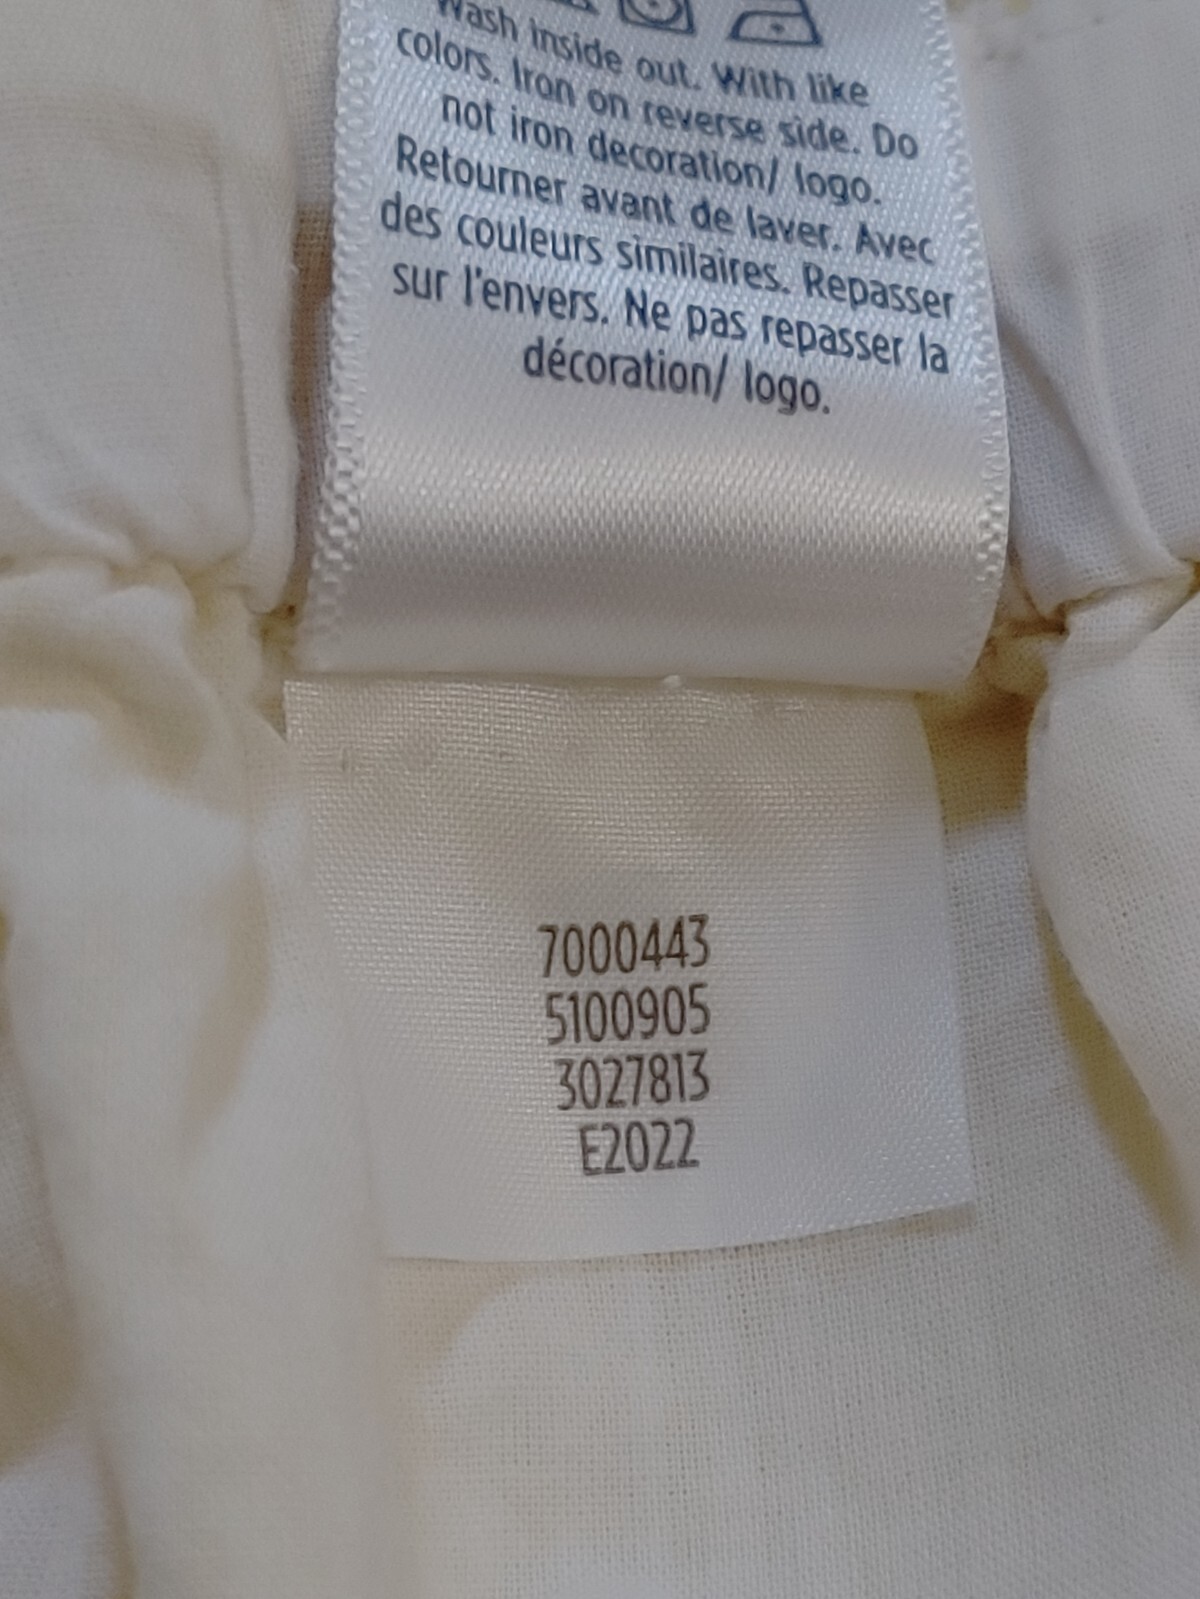 Wash inside out. With like
colors. Iron on reverse side. Do
not iron decoration/ logo.
Retourner avant de laver. Avec
des couleurs similaires. Repasser
sur l'envers. Ne pas repasser la
décoration/ logo.
7000443
5100905
3027813
E2022